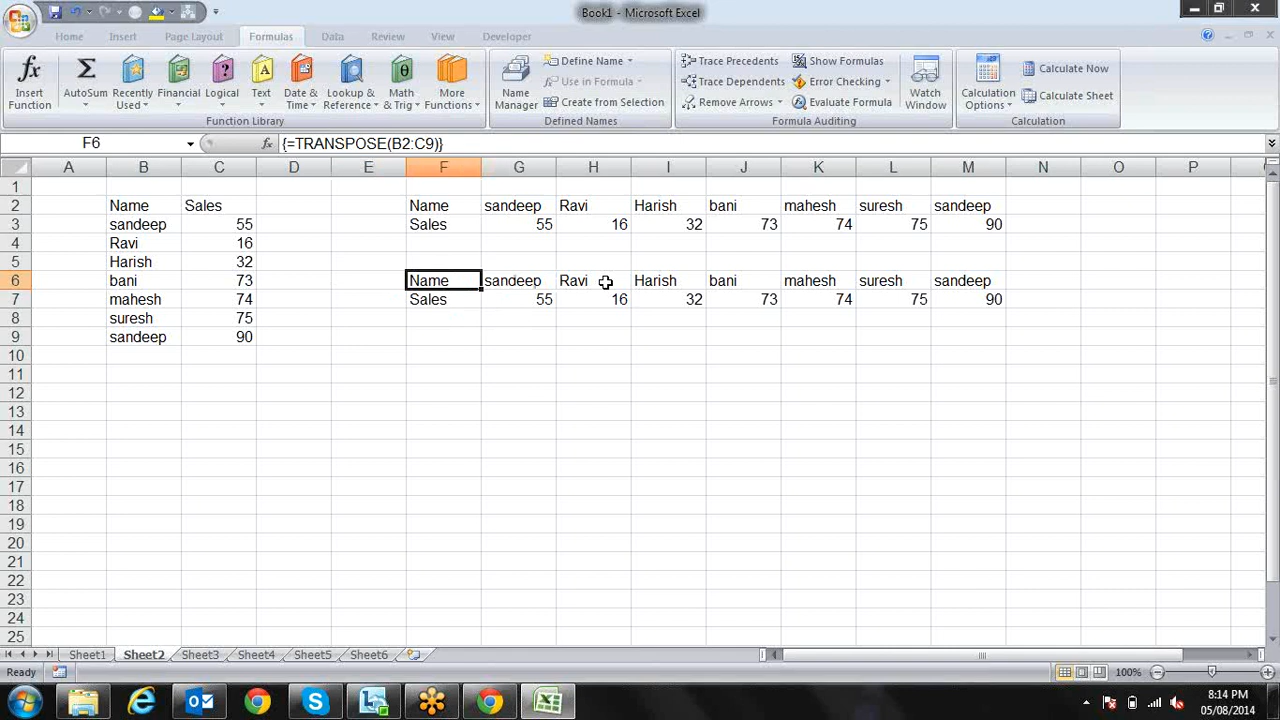 Book1 - Microsoft Excel
Home Insert Page Layout Formulas Data Review View Developer
Insert Function
AutoSum
Recently Used
Financial
Logical
Text
Date & Time
Lookup & Reference
Math & Trig
More Functions
Function Library
Name Manager
Define Name
Use in Formula
Create from Selection
Defined Names
Trace Precedents
Trace Dependents
Remove Arrows
Show Formulas
Error Checking
Evaluate Formula
Formula Auditing
Watch Window
Calculation Options
Calculate Now
Calculate Sheet
Calculation
F6 fx {=TRANSPOSE(B2:C9)}
A B C D E F G H I J K L M N O P
1
2 Name Sales Name sandeep Ravi Harish bani mahesh suresh sandeep
3 sandeep 55 Sales 55 16 32 73 74 75 90
4 Ravi 16
5 Harish 32
6 bani 73 Name sandeep Ravi Harish bani mahesh suresh sandeep
7 mahesh 74 Sales 55 16 32 73 74 75 90
8 suresh 75
9 sandeep 90
10
11
12
13
14
15
16
17
18
19
20
21
22
23
24
25
Sheet1 Sheet2 Sheet3 Sheet4 Sheet5 Sheet6
Ready 100%
8:14 PM
05/08/2014